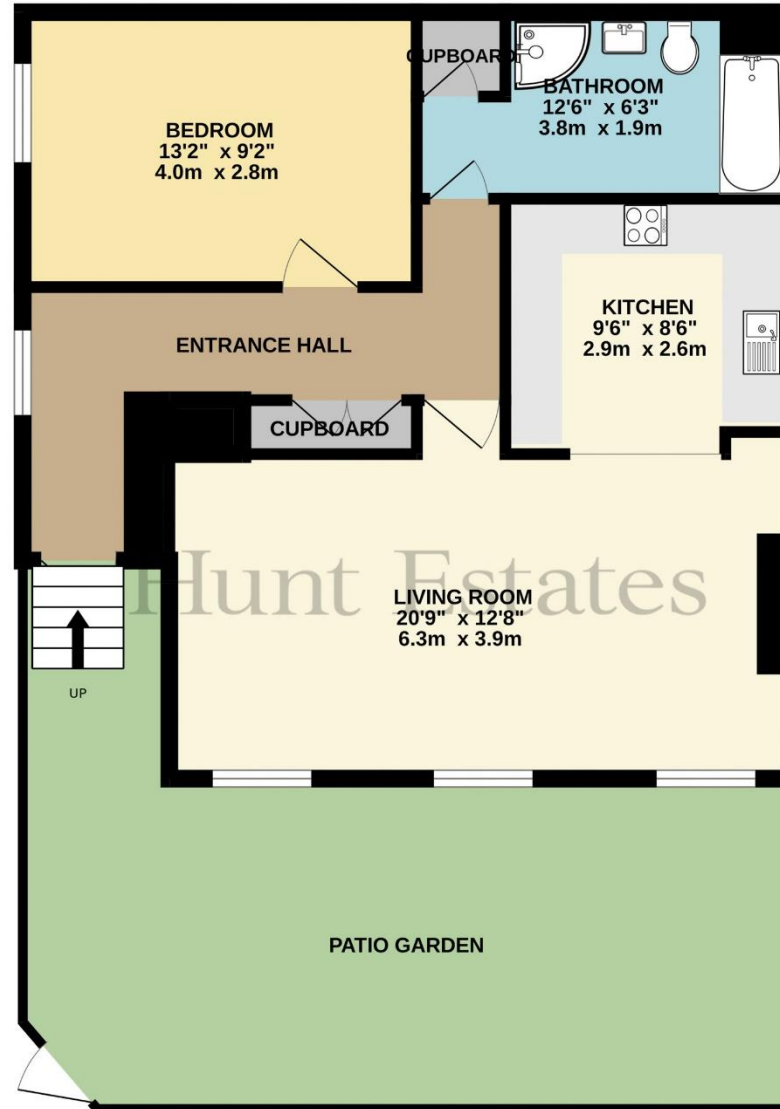 CUPBOARD
BATHROOM
12'6" x 6'3"
3.8m x 1.9m
BEDROOM
13'2" x 9'2"
4.0m x 2.8m
KITCHEN
9'6" x 8'6"
2.9m x 2.6m
ENTRANCE HALL
CUPBOARD
Hunt Estates
LIVING ROOM
20'9" x 12'8"
6.3m x 3.9m
UP
PATIO GARDEN